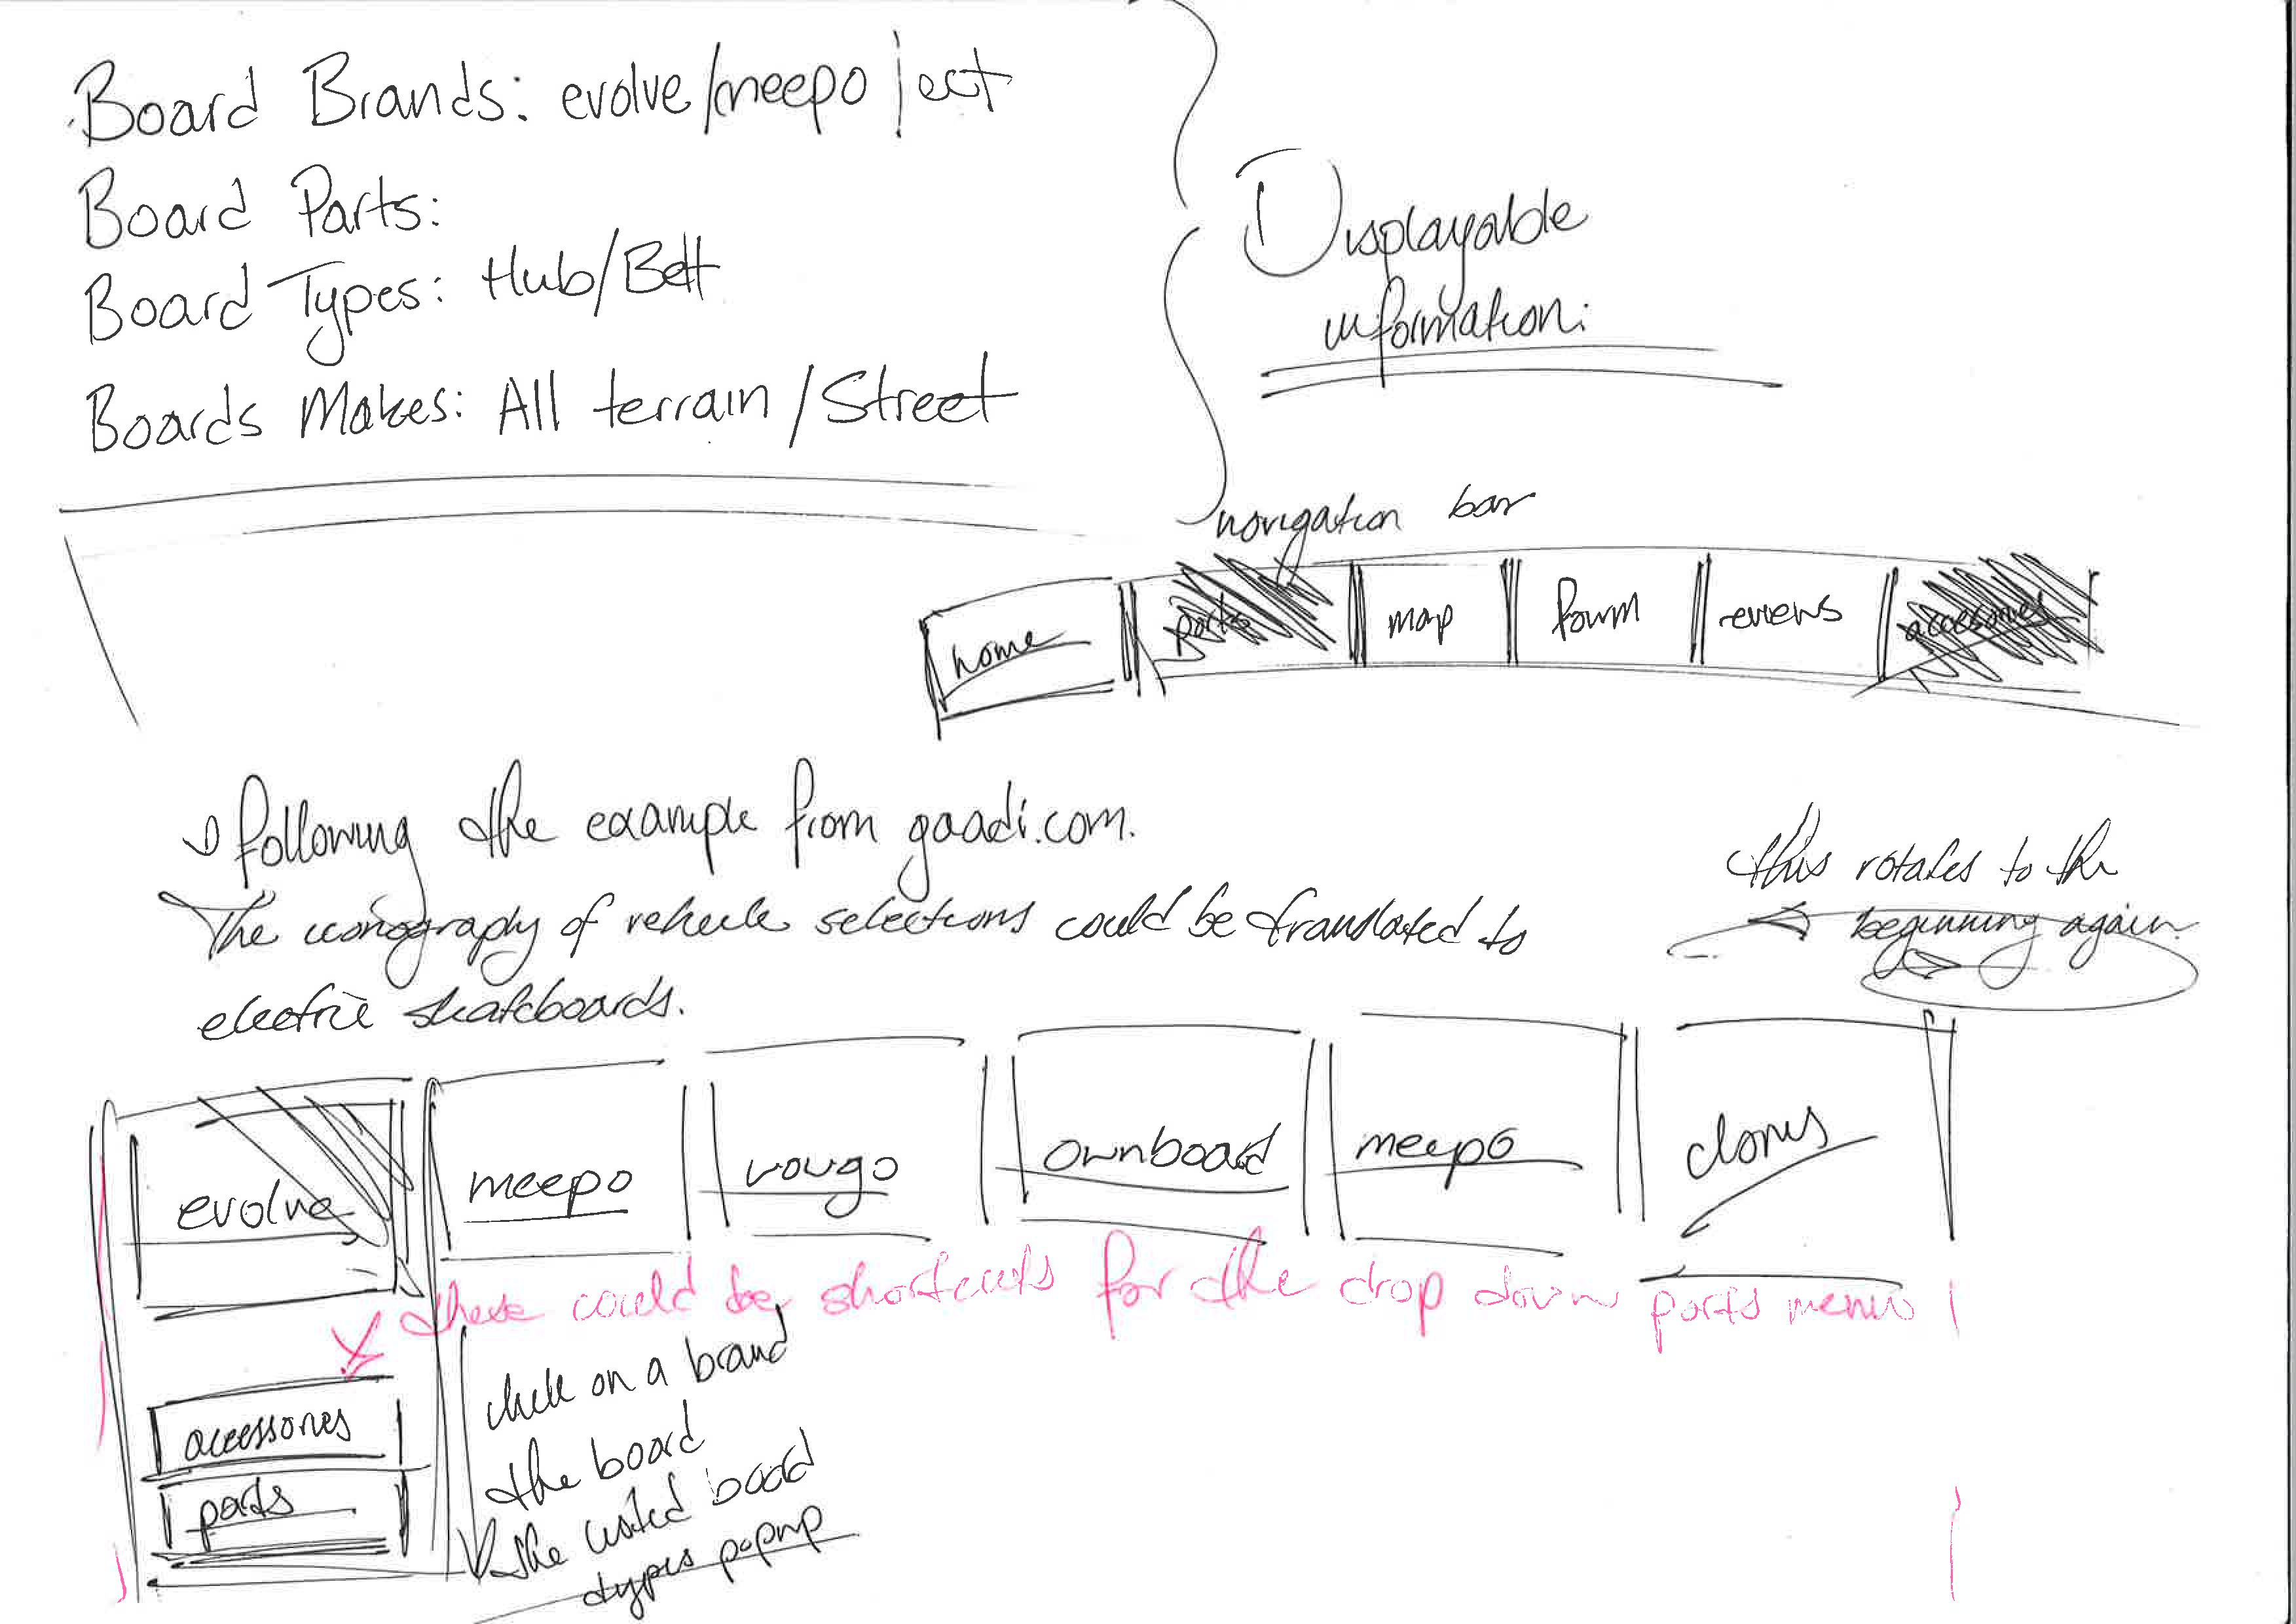 Board Brands: evolve/meepo | ect
Board Parts:
Board Types: Hub/Belt
Boards Makes: All terrain / Street
Displayable
information:
navigation bar
home
parts
map
forum
reviews
accessories
following the example from gaadi.com.
The iconography of vehicle selections could be translated to
electric skateboards.
this rotates to the
beginning again.
evolve
meepo
vougo
ownboard
meepo
clones
these could be shortcuts for the drop down parts menu
accessories
parts
click on a brand
the board
the listed board
types popup